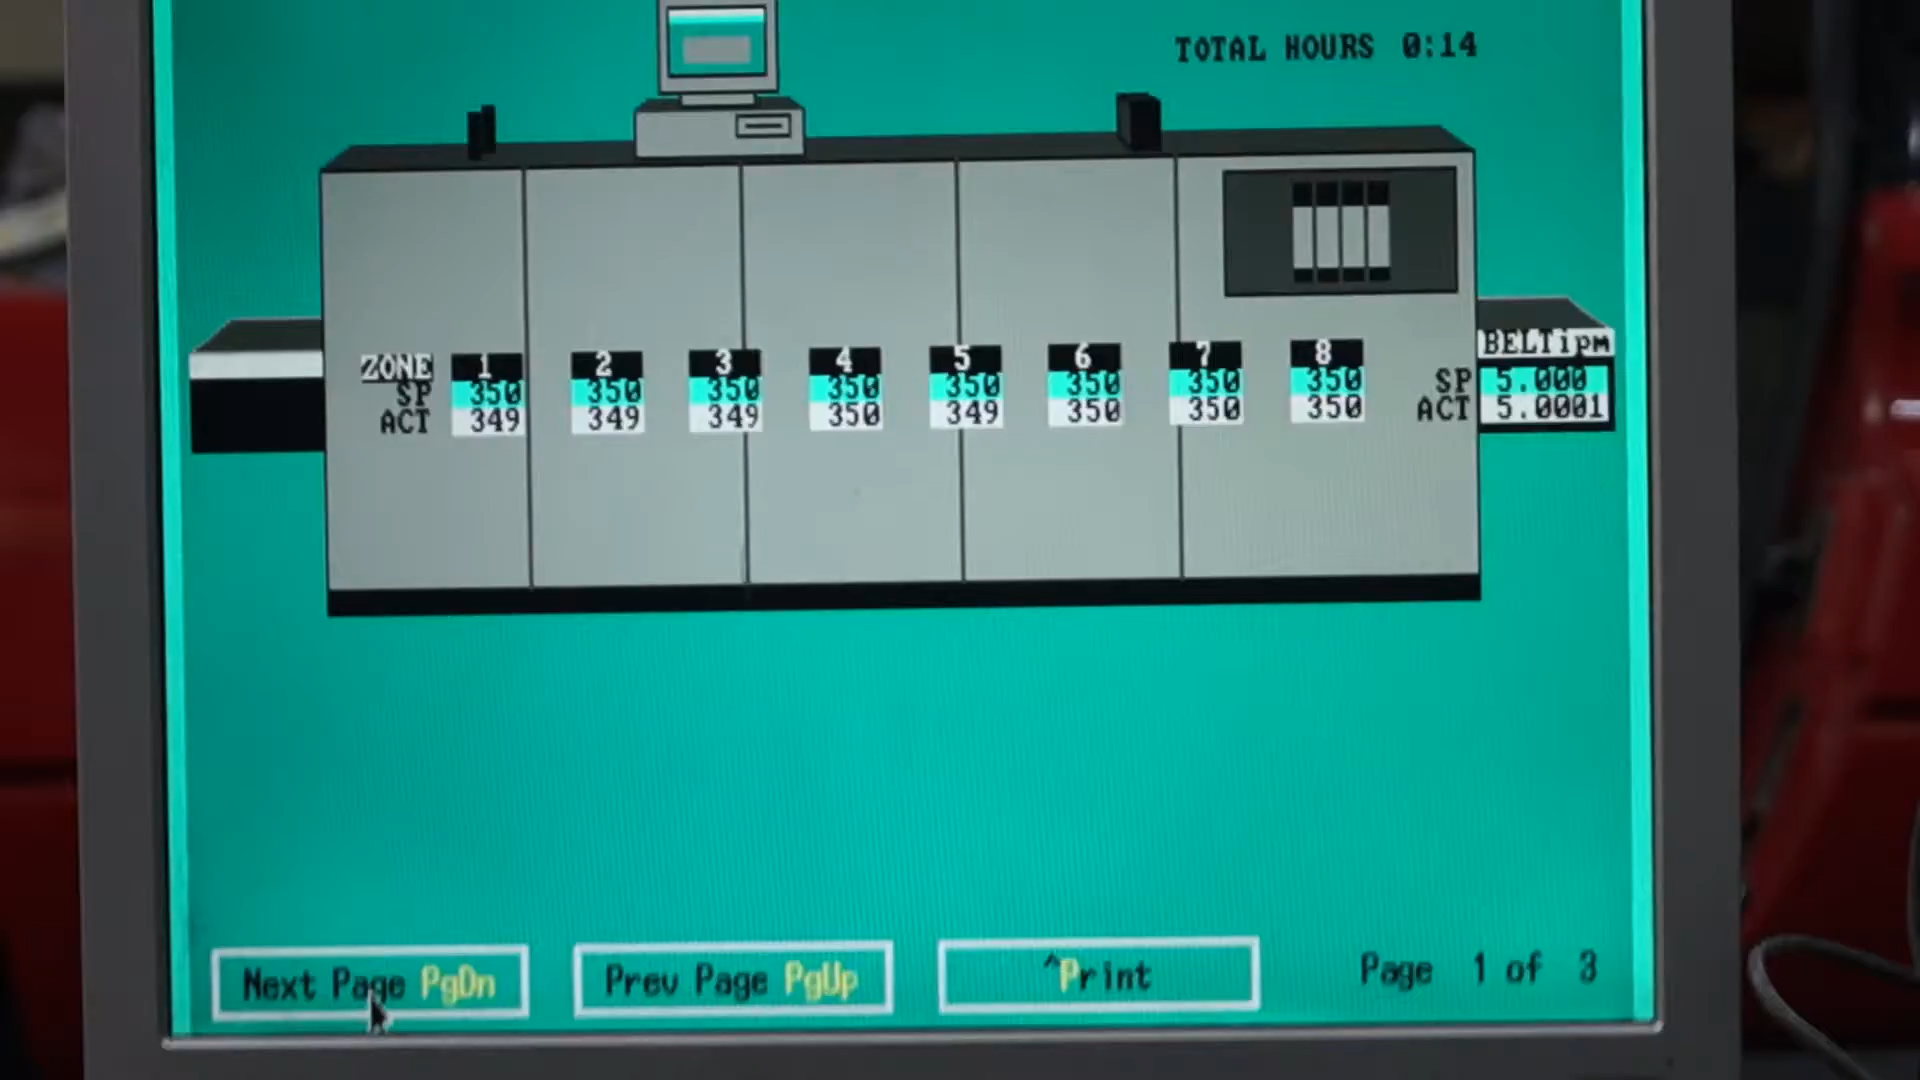 TOTAL HOURS 0:14
BELTipm
ZONE 1 2 3 4 5 6 7 8
SP 350 350 350 350 350 350 350 350 SP 5.000
ACT 349 349 349 350 349 350 350 350 ACT 5.0001
Next Page PgDn Prev Page PgUp ^Print Page 1 of 3